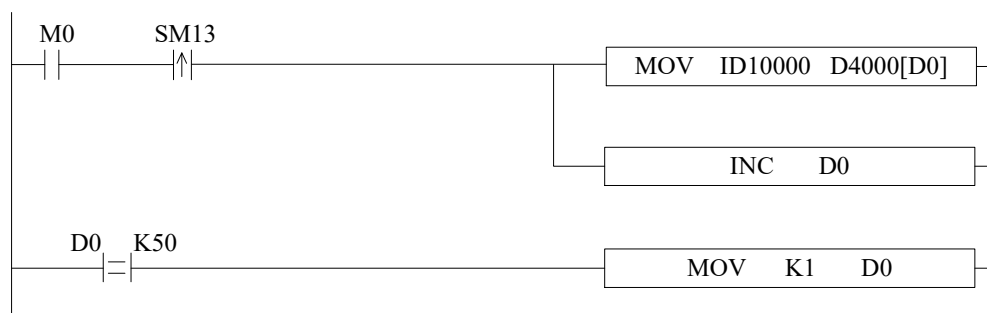 M0 SM13
MOV ID10000 D4000[D0]
INC D0
D0 K50
MOV K1 D0